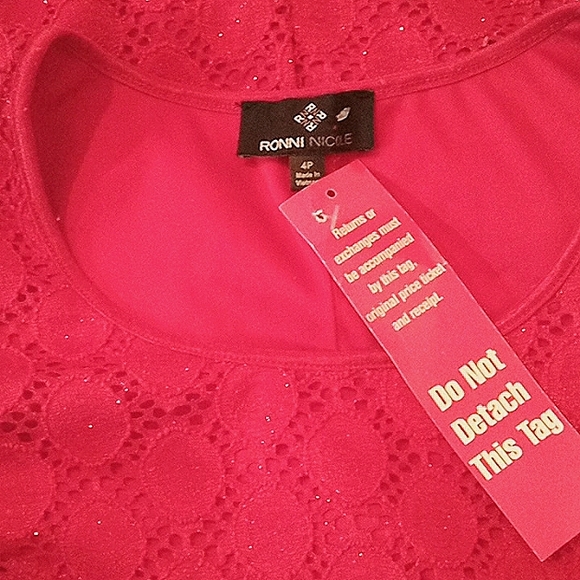 RONNI NICOLE
4P
Made in
Vietnam
Returns or
exchanges must
be accompanied
by this tag,
original price ticket
and receipt.
Do Not
Detach
This Tag